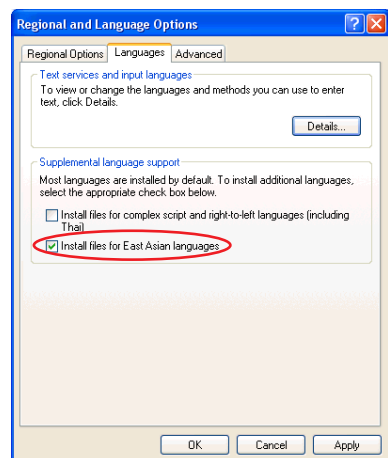 Regional and Language Options
Regional Options Languages Advanced
Text services and input languages
To view or change the languages and methods you can use to enter
text, click Details.
Details...
Supplemental language support
Most languages are installed by default. To install additional languages,
select the appropriate check box below.
Install files for complex script and right-to-left languages (including
Thai)
Install files for East Asian languages
OK Cancel Apply